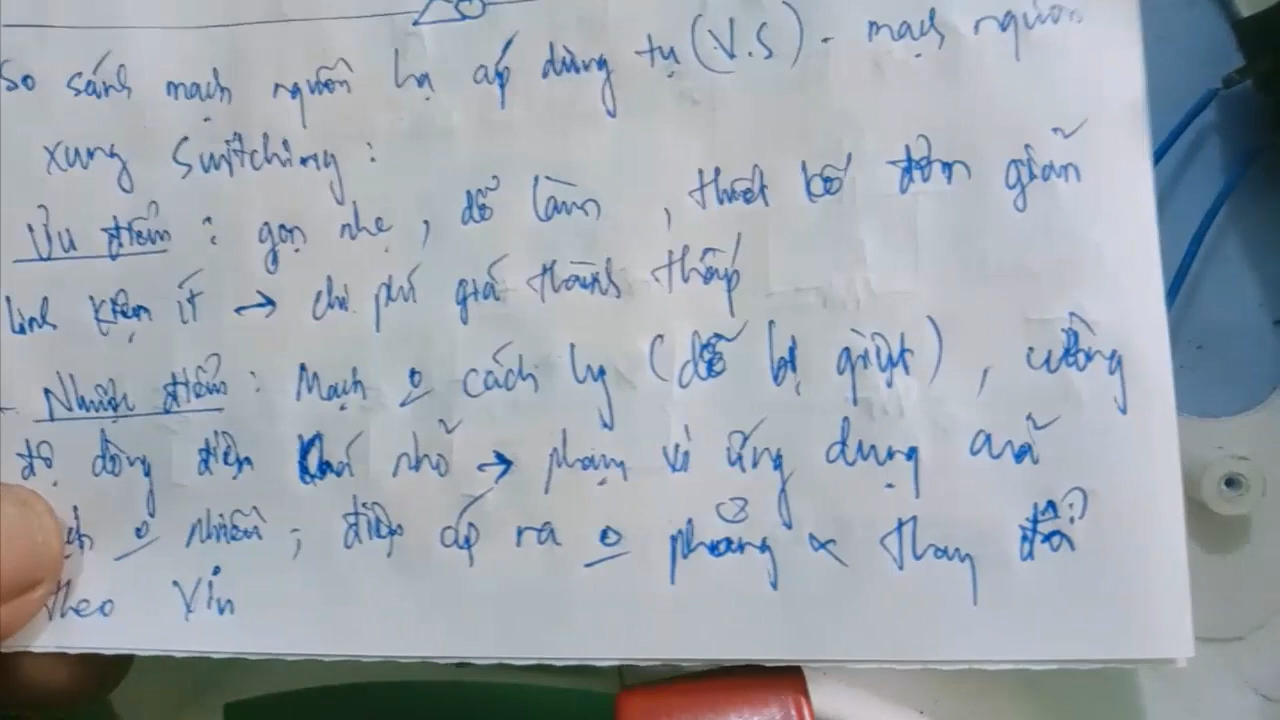 So sánh mạch nguồn hạ áp dùng tụ (V.S) - mạch nguồn
xung Switching :
Ưu điểm : gọn nhẹ, dễ làm, thiết kế đơn giản
linh kiện ít → chi phí giá thành thấp
- Nhược điểm : Mạch o cách ly (dễ bị giật), cường
độ dòng điện khá nhỏ → phạm vi ứng dụng của
o nhiều ; điện áp ra o phẳng & thay đổi
theo Vin